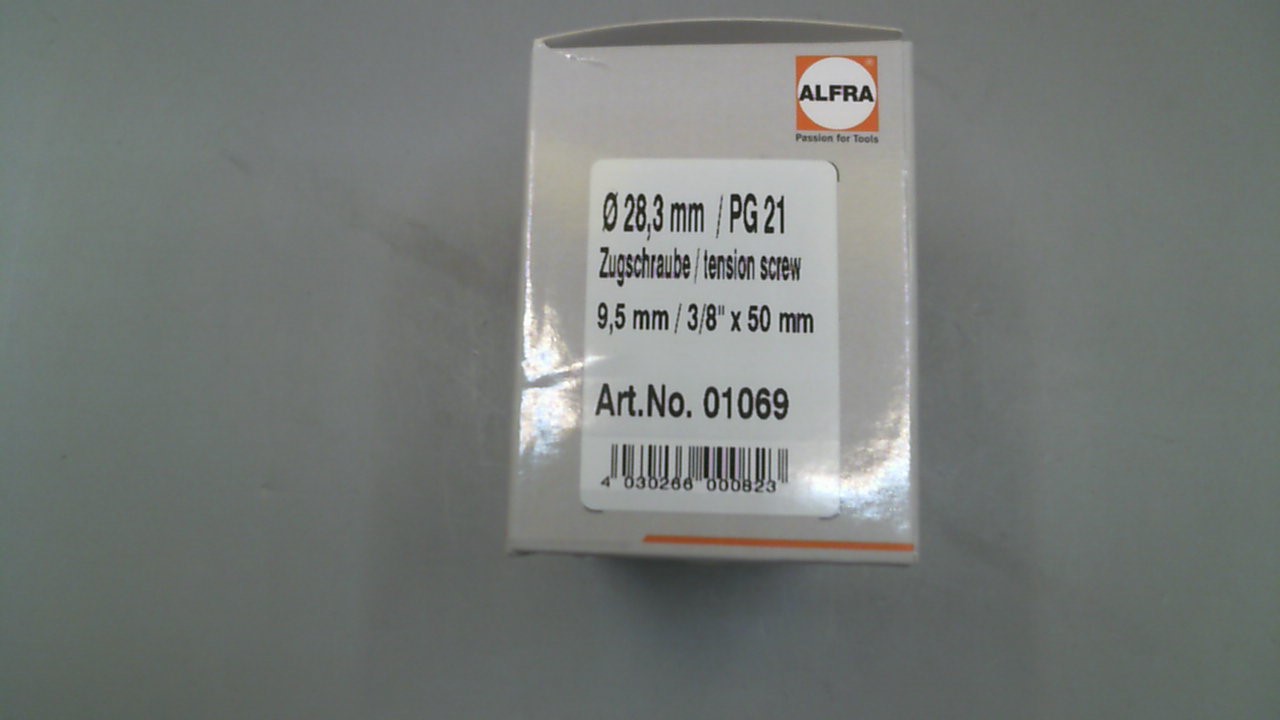 ALFRA®
Passion for Tools
Ø 28,3 mm / PG 21
Zugschraube / tension screw
9,5 mm / 3/8" x 50 mm
Art.No. 01069
4 030266 000823